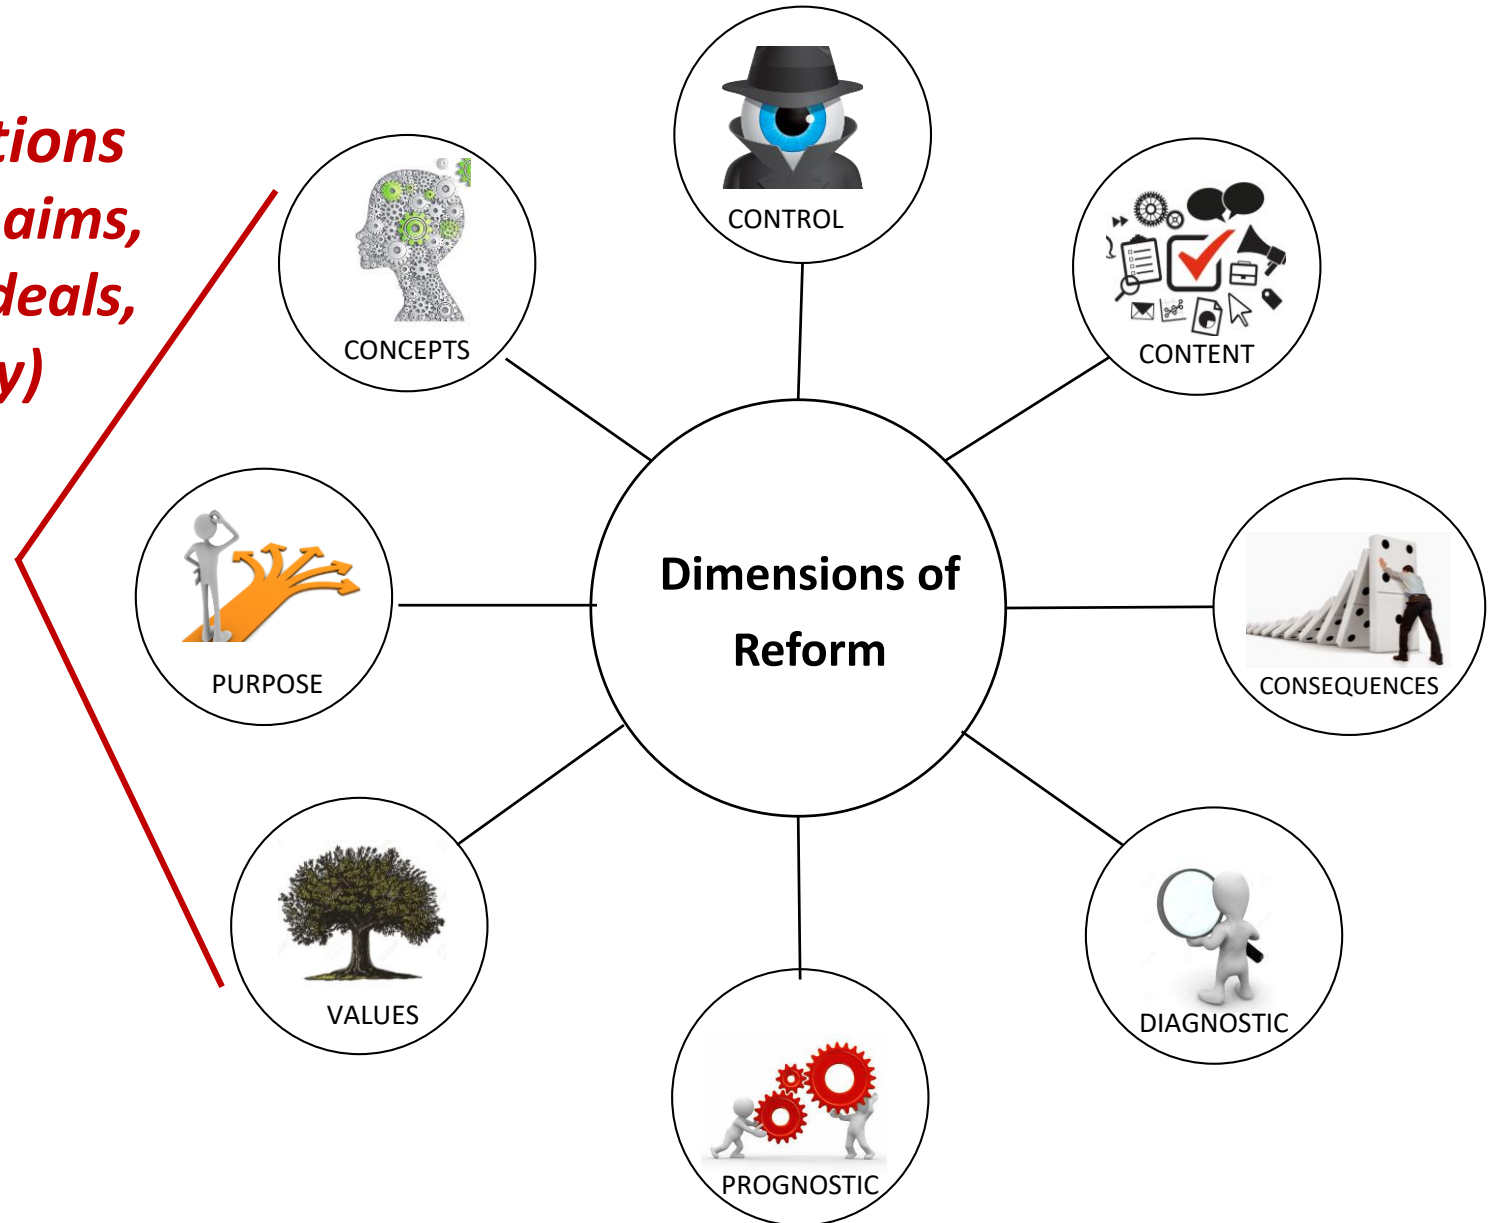 tions
aims,
deals,
y)
CONTROL
CONCEPTS
CONTENT
Dimensions of
Reform
PURPOSE
CONSEQUENCES
VALUES
DIAGNOSTIC
PROGNOSTIC